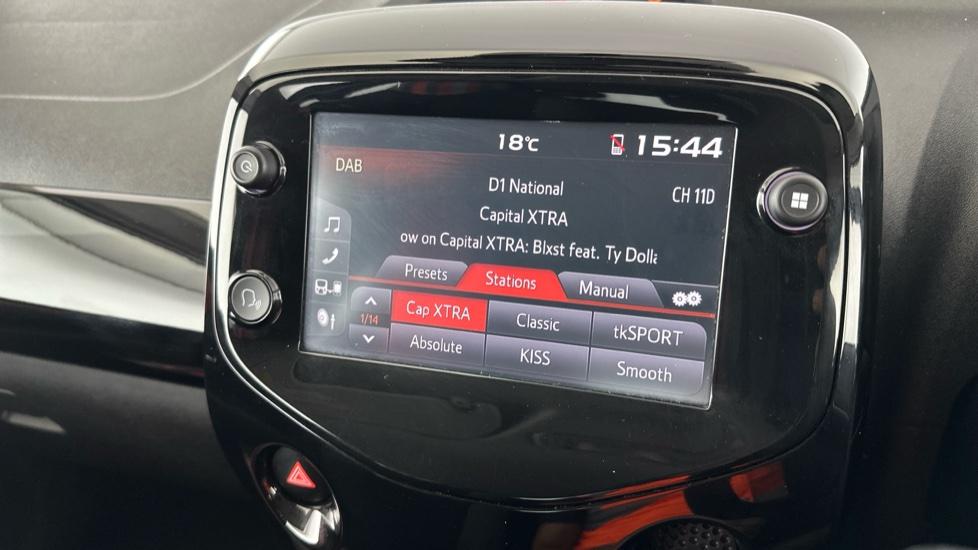 18°C 15:44
DAB
D1 National CH 11D
Capital XTRA
ow on Capital XTRA: Blxst feat. Ty Dolla
Presets Stations Manual
1/14 Cap XTRA Classic tkSPORT
Absolute KISS Smooth